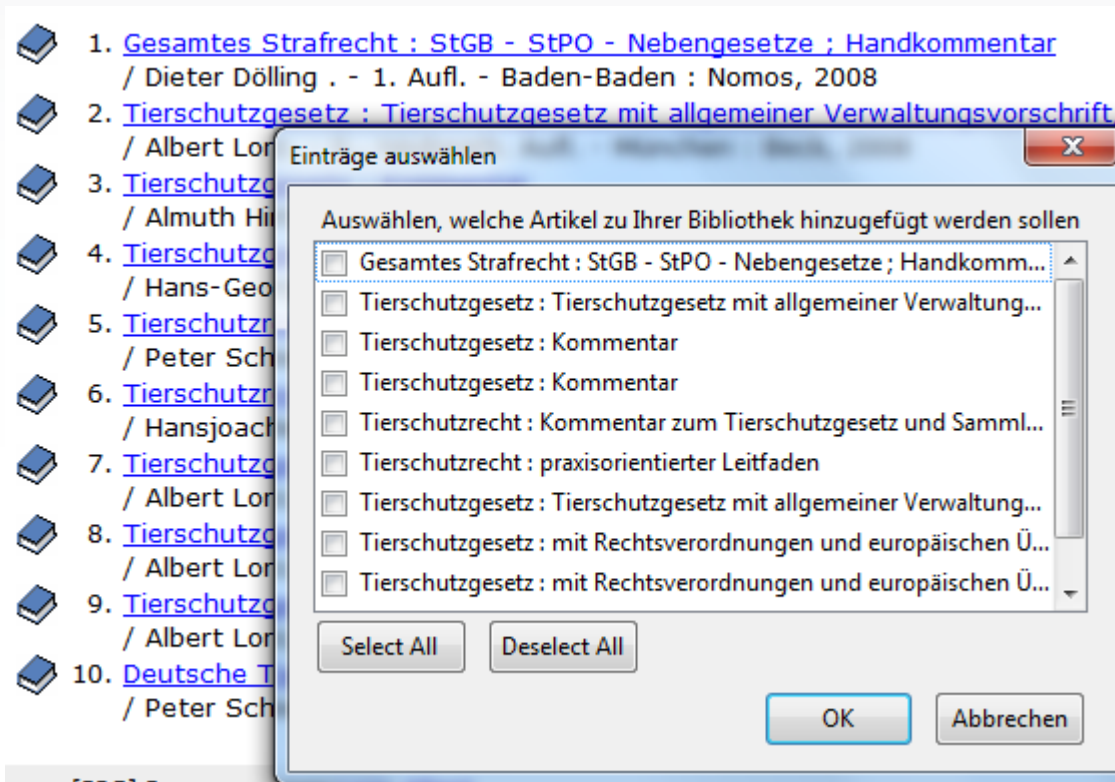 1. Gesamtes Strafrecht : StGB - StPO - Nebengesetze ; Handkommentar
/ Dieter Dölling . - 1. Aufl. - Baden-Baden : Nomos, 2008
2. Tierschutzgesetz : Tierschutzgesetz mit allgemeiner Verwaltungsvorschrift,
/ Albert Lor
3. Tierschutzg
/ Almuth Hi
4. Tierschutzg
/ Hans-Geo
5. Tierschutzr
/ Peter Sch
6. Tierschutzr
/ Hansjoach
7. Tierschutzg
/ Albert Lor
8. Tierschutzg
/ Albert Lor
9. Tierschutzg
/ Albert Lor
10. Deutsche T
/ Peter Sch
Einträge auswählen
Auswählen, welche Artikel zu Ihrer Bibliothek hinzugefügt werden sollen
Gesamtes Strafrecht : StGB - StPO - Nebengesetze ; Handkomm...
Tierschutzgesetz : Tierschutzgesetz mit allgemeiner Verwaltung...
Tierschutzgesetz : Kommentar
Tierschutzgesetz : Kommentar
Tierschutzrecht : Kommentar zum Tierschutzgesetz und Samml...
Tierschutzrecht : praxisorientierter Leitfaden
Tierschutzgesetz : Tierschutzgesetz mit allgemeiner Verwaltung...
Tierschutzgesetz : mit Rechtsverordnungen und europäischen Ü...
Tierschutzgesetz : mit Rechtsverordnungen und europäischen Ü...
Select All Deselect All
OK Abbrechen